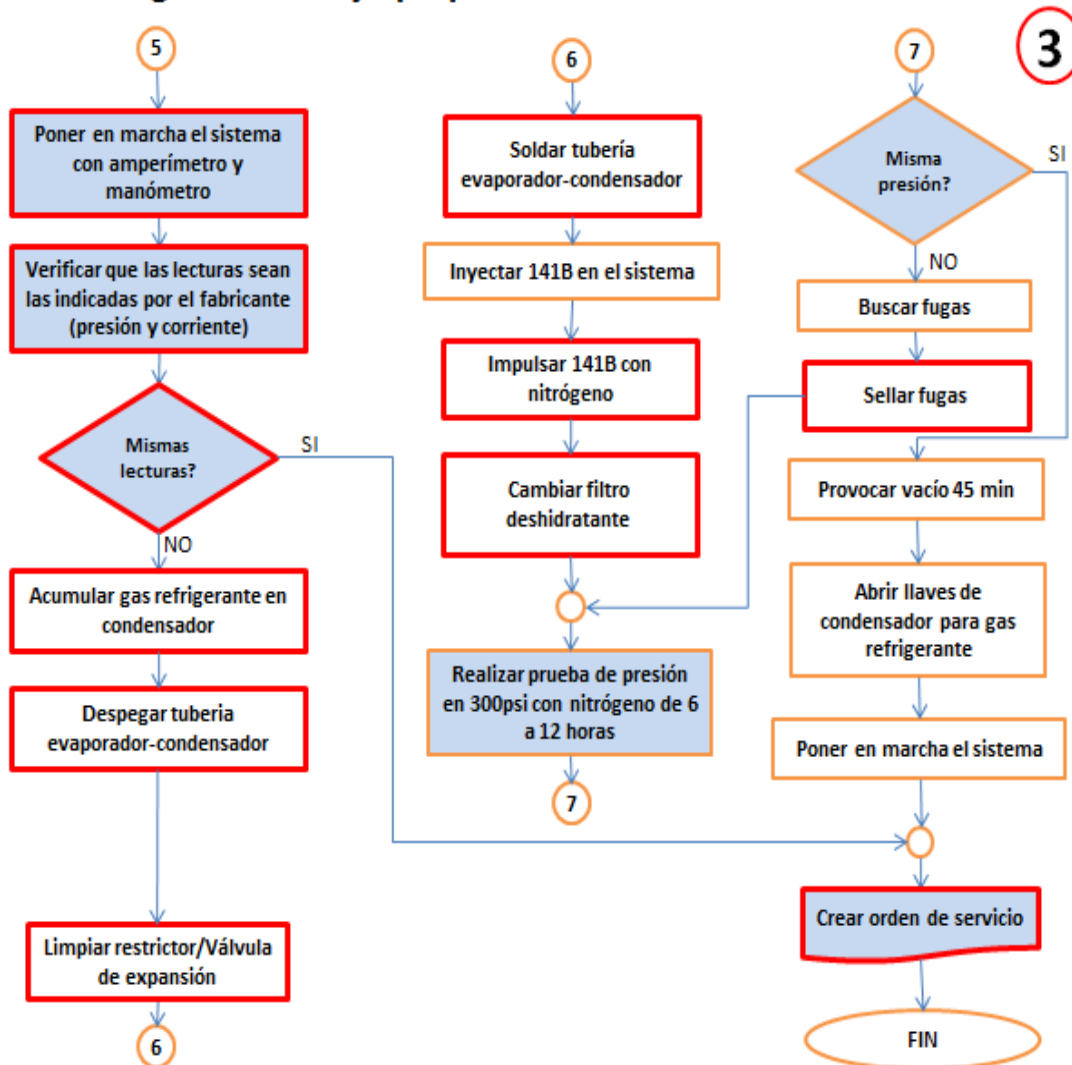 3
5
Poner en marcha el sistema
con amperímetro y
manómetro
Verificar que las lecturas sean
las indicadas por el fabricante
(presión y corriente)
Mismas
lecturas?
SI
NO
Acumular gas refrigerante en
condensador
Despegar tuberia
evaporador-condensador
Limpiar restrictor/Válvula
de expansión
6
6
Soldar tubería
evaporador-condensador
Inyectar 141B en el sistema
Impulsar 141B con
nitrógeno
Cambiar filtro
deshidratante
Realizar prueba de presión
en 300psi con nitrógeno de 6
a 12 horas
7
7
Misma
presión?
SI
NO
Buscar fugas
Sellar fugas
Provocar vacío 45 min
Abrir llaves de
condensador para gas
refrigerante
Poner en marcha el sistema
Crear orden de servicio
FIN